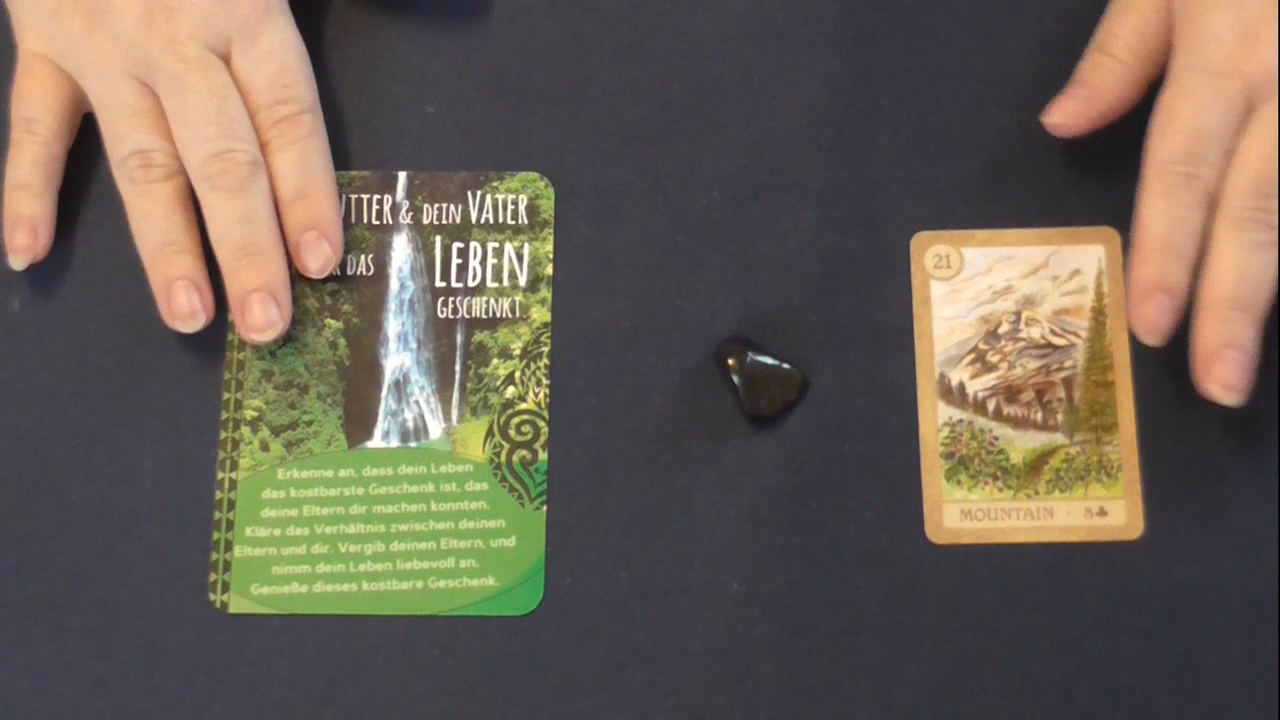 & DEIN VATER
DAS LEBEN
GESCHENKT.
Erkenne an, dass dein Leben
das kostbarste Geschenk ist, das
deine Eltern dir machen konnten.
Kläre das Verhältnis zwischen deinen
Eltern und dir. Vergib deinen Eltern, und
nimm dein Leben liebevoll an.
Genieße dieses kostbare Geschenk.
21
MOUNTAIN · 8♣